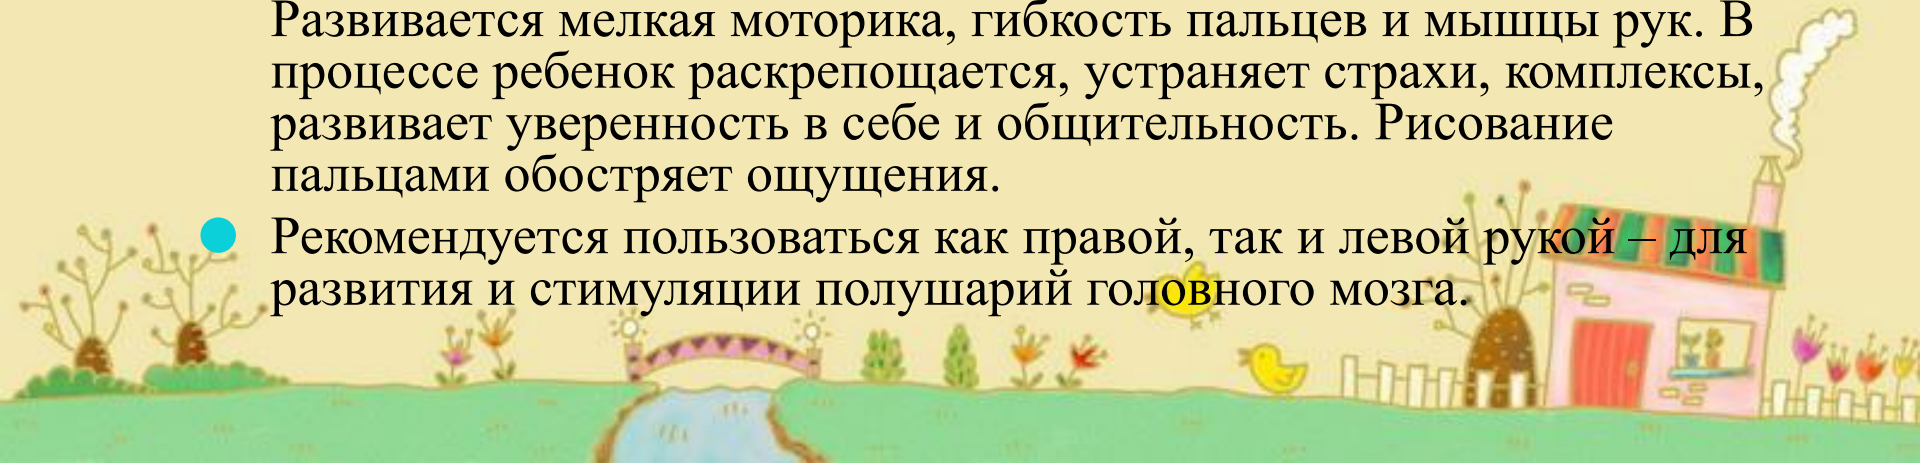 Развивается мелкая моторика, гибкость пальцев и мышцы рук. В
процессе ребенок раскрепощается, устраняет страхи, комплексы,
развивает уверенность в себе и общительность. Рисование
пальцами обостряет ощущения.
Рекомендуется пользоваться как правой, так и левой рукой – для
развития и стимуляции полушарий головного мозга.